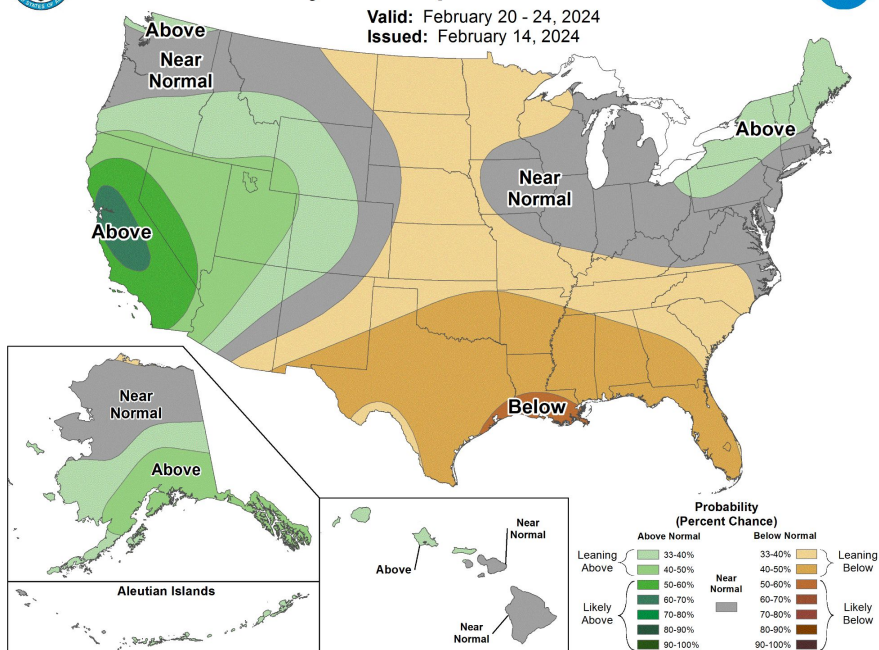 Valid: February 20 - 24, 2024
Issued: February 14, 2024
Above
Near
Normal
Above
Near
Normal
Above
Below
Near
Normal
Above
Aleutian Islands
Near
Normal
Above
Near
Normal
Probability
(Percent Chance)
Above Normal
Below Normal
Leaning
Above
33-40%
40-50%
Likely
Above
50-60%
60-70%
70-80%
80-90%
90-100%
Near
Normal
33-40%
40-50%
Leaning
Below
50-60%
60-70%
70-80%
80-90%
90-100%
Likely
Below